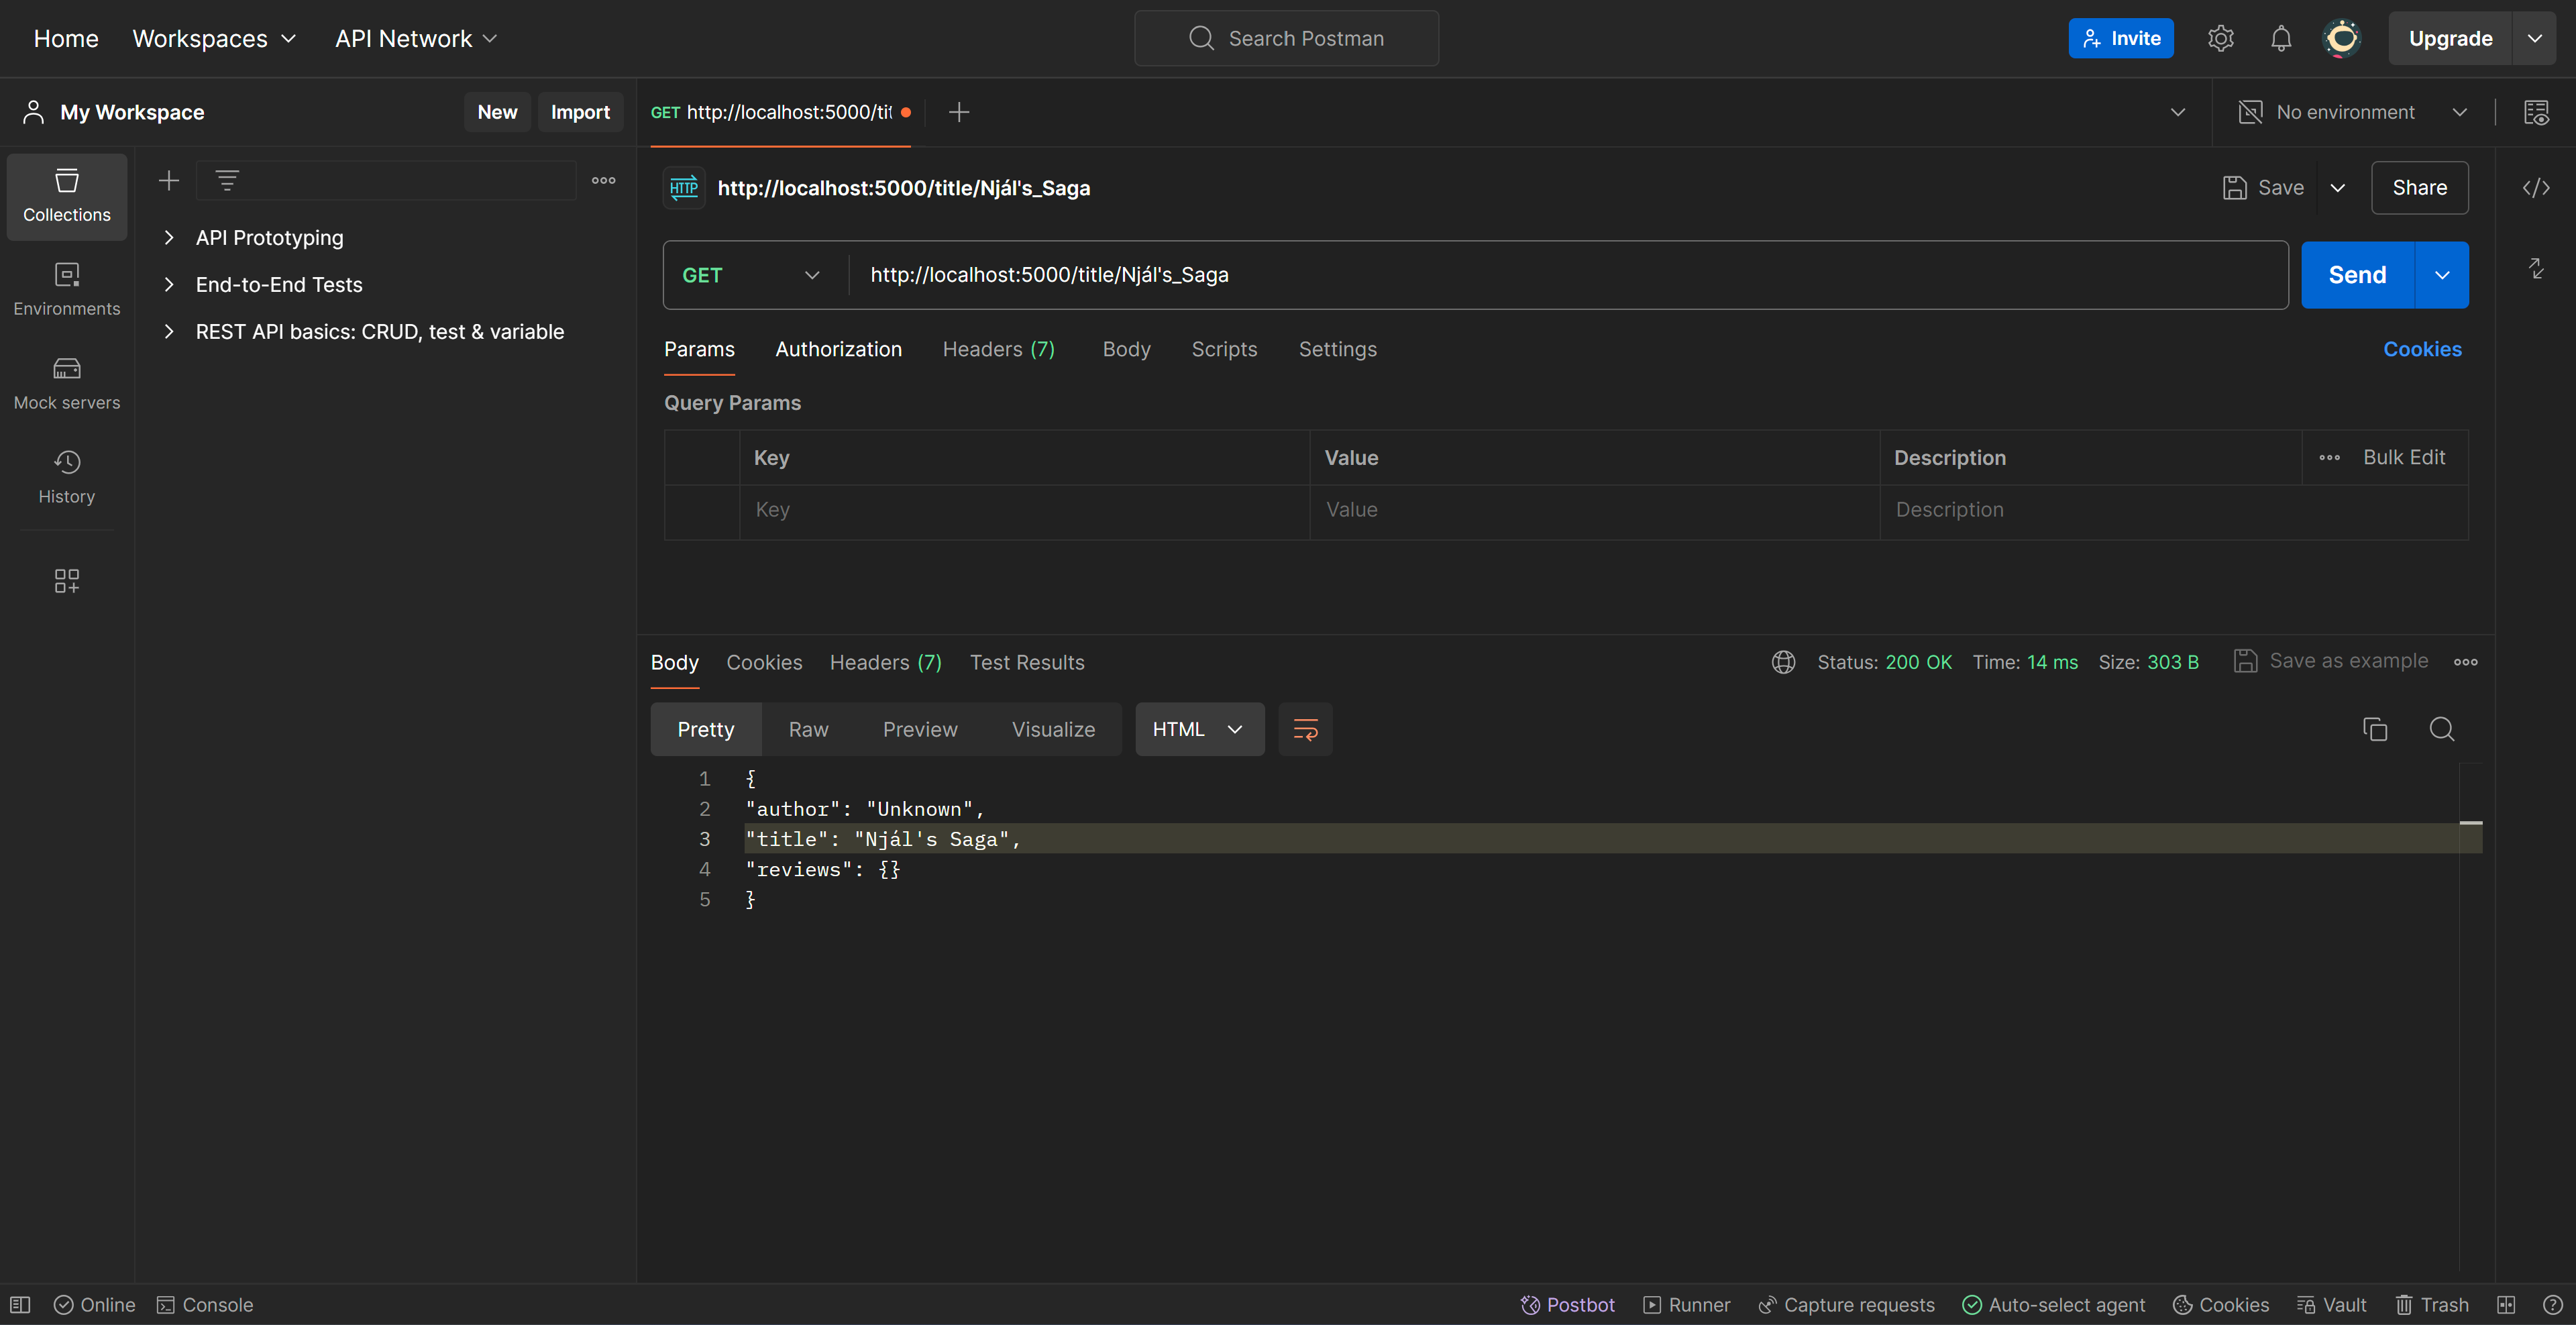 Home Workspaces API Network Search Postman Invite Upgrade
My Workspace New Import GET http://localhost:5000/tit No environment
HTTP http://localhost:5000/title/Njál's_Saga Save Share
Collections
Environments
Mock servers
History
API Prototyping
End-to-End Tests
REST API basics: CRUD, test & variable
GET http://localhost:5000/title/Njál's_Saga Send
Params Authorization Headers (7) Body Scripts Settings Cookies
Query Params
Key Value Description Bulk Edit
Key Value Description
Body Cookies Headers (7) Test Results Status: 200 OK Time: 14 ms Size: 303 B Save as example
Pretty Raw Preview Visualize HTML
1 {
2 "author": "Unknown",
3 "title": "Njál's Saga",
4 "reviews": {}
5 }
Online Console Postbot Runner Capture requests Auto-select agent Cookies Vault Trash